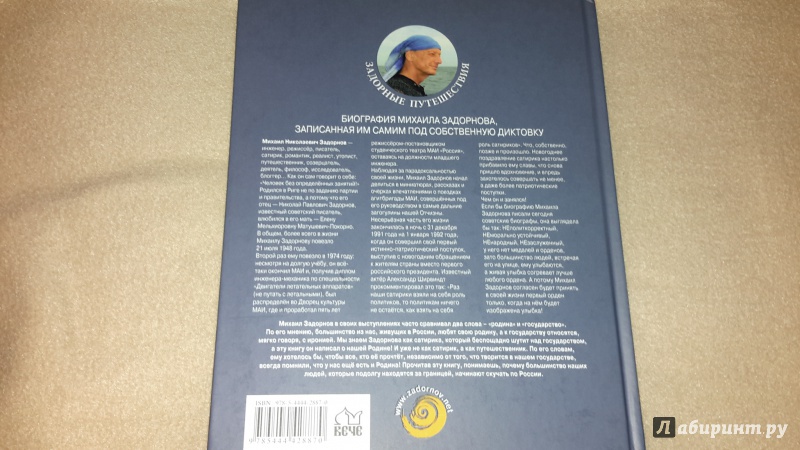 ЗАДОРНЫЕ ПУТЕШЕСТВИЯ
БИОГРАФИЯ МИХАИЛА ЗАДОРНОВА,
ЗАПИСАННАЯ ИМ САМИМ ПОД СОБСТВЕННУЮ ДИКТОВКУ
Михаил Николаевич Задорнов —
инженер, режиссёр, писатель,
сатирик, романтик, реалист, утопист,
путешественник, созерцатель,
деятель, философ, исследователь,
блоггер... Как он сам говорит о себе:
«Человек без определённых занятий!»
Родился в Риге не по заданию партии
и правительства, а потому что его
отец — Николай Павлович Задорнов,
известный советский писатель,
влюбился в его мать — Елену
Мельхиоровну Матушевич-Покорно.
В общем, более всего в жизни
Михаилу Задорнову повезло
21 июля 1948 года.
Второй раз ему повезло в 1974 году:
несмотря на долгую учёбу, он всё-
таки окончил МАИ и, получив диплом
инженера-механика по специальности
«Двигатели летательных аппаратов»
(не путать с летальными), был
распределён во Дворец культуры
МАИ, где и проработал пять лет
режиссёром-постановщиком
студенческого театра МАИ «Россия»,
оставаясь на должности младшего
инженера.
Наблюдая за парадоксальностью
своей жизни, Михаил Задорнов начал
делиться в миниатюрах, рассказах и
очерках впечатлениями о поездках
агитбригады МАИ, совершённых под
его руководством в самые дальние
загогулины нашей Отчизны.
Несерьёзная часть его жизни
закончилась в ночь с 31 декабря
1991 года на 1 января 1992 года,
когда он совершил свой первый
истинно-патриотический поступок,
выступив с новогодним обращением
к жителям страны вместо первого
российского президента. Известный
актёр Александр Ширвиндт
прокомментировал это так: «Раз
наши сатирики взяли на себя роль
политиков, то политикам ничего
не остаётся, как взять на себя
роль сатириков». Что, собственно,
позже и произошло. Новогоднее
поздравление сатирика настолько
прибавило ему славы, что снова
пришло вдохновение, и вскрядь
захотелось совершать не менее,
а даже более патриотические
поступки.
Чем он и занялся!
Если бы биографию Михаила
Задорнова писали сегодня
советские биографы, она выглядела
бы так: НЕполиткорректный,
НЕморально устойчивый,
НЕнародный, НЕзаслуженный,
у него нет медалей и орденов,
зато большинство людей, встречая
его на улице, ему улыбаются,
а живая улыбка согревает лучше
любого ордена. А потому Михаил
Задорнов согласен будет принять
в своей жизни первый орден
только, когда на нём будет
изображена улыбка!
Михаил Задорнов в своих выступлениях часто сравнивал два слова – «родина» и «государство».
По его мнению, большинство из нас, живущих в России, любят свою родину, а к государству относятся,
мягко говоря, с иронией. Мы знаем Задорнова как сатирика, который беспощадно шутит над государством,
а эту книгу он написал о нашей Родине! И уже не как сатирик, а как путешественник. По его словам,
ему хотелось бы, чтобы все, кто её прочтёт, независимо от того, что творится в нашем государстве,
всегда помнили, что у нас ещё есть и Родина! Прочитав эту книгу, понимаешь, почему большинство наших
людей, которые подолгу находятся за границей, начинают скучать по России.
ISBN 978-5-4444-2887-0
9 785444 428870
ВЕЧЕ
www.zadornov.net
Лабиринт.ру